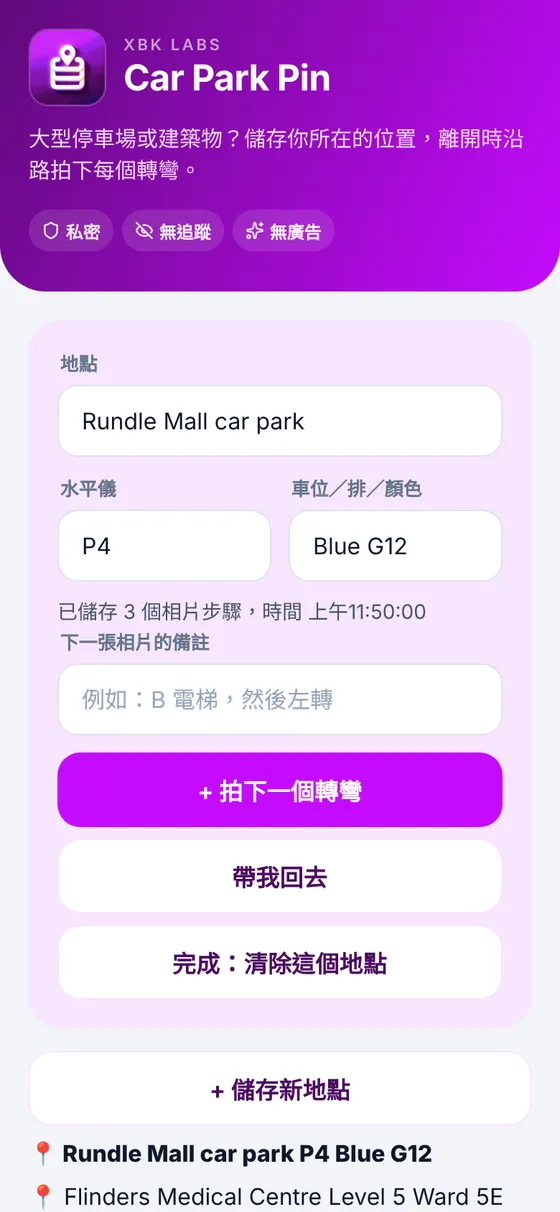 XBK LABS
Car Park Pin
大型停車場或建築物？儲存你所在的位置，離開時沿
路拍下每個轉彎。
私密
無追蹤
無廣告
地點
Rundle Mall car park
水平儀
車位／排／顏色
P4
Blue G12
已儲存 3 個相片步驟，時間 上午11:50:00
下一張相片的備註
例如：B 電梯，然後左轉
+ 拍下一個轉彎
帶我回去
完成：清除這個地點
+ 儲存新地點
📍 Rundle Mall car park P4 Blue G12
📍 Flinders Medical Centre Level 5 Ward 5E